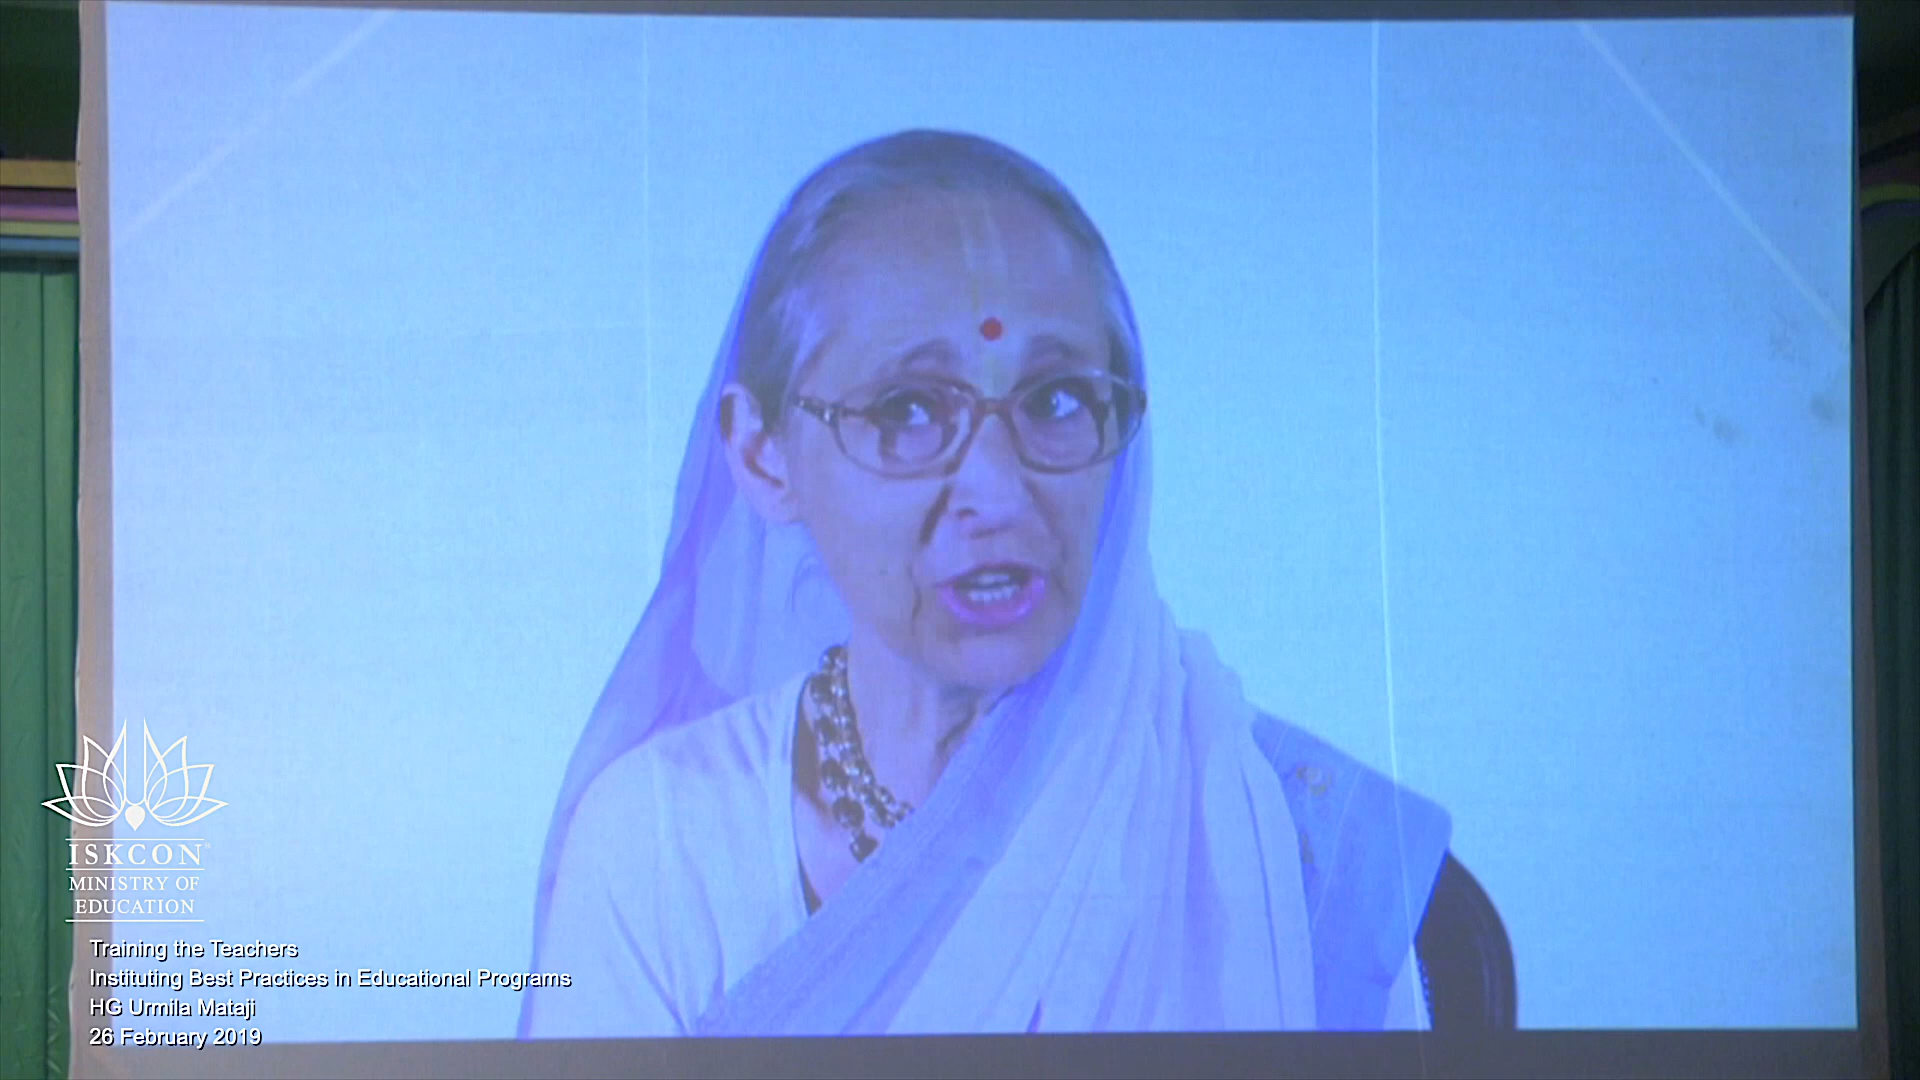 ISKCON
MINISTRY OF
EDUCATION
Training the Teachers
Instituting Best Practices in Educational Programs
HG Urmila Mataji
26 February 2019